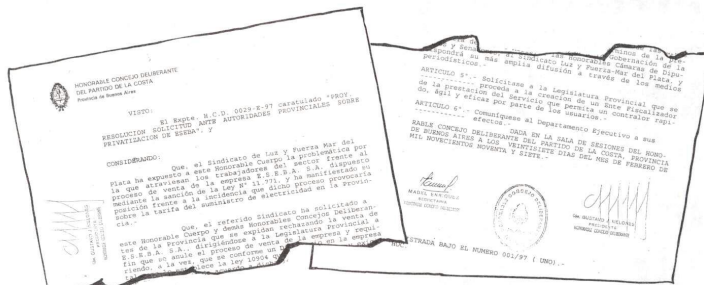 HONORABLE CONCEJO DELIBERANTE
DEL PARTIDO DE LA COSTA
Provincia de Buenos Aires
VISTO:
El Expte. H.C.D. 0029-E-97 caratulado "PROY.
RESOLUCION SOLICITUD ANTE AUTORIDADES PROVINCIALES SOBRE
PRIVATIZACION DE ESEBA". y
CONSIDERANDO:
Que, el Sindicato de Luz y Fuerza Mar del
Plata ha expuesto a este Honorable Cuerpo la problemática por
la que atraviesan los trabajadores del sector frente al
proceso de venta de la empresa E.S.E.B.A. S.A. dispuesto
mediante la sanción de la Ley Nº 11.771, y ha manifestado su
posición frente a la incidencia que dicho proceso provocaría
sobre la tarifa del suministro de electricidad en la Provin-
cia.-
Que, el referido Sindicato ha solicitado a
este Honorable Cuerpo y demas Honorables Concejos Deliberan-
tes de la Provincia que se expidan rechazando la venta de
E.S.E.B.A. S.A., dirigiéndose a la Legislatura Provincial a
fin que se anule el proceso de venta de la empresa y requi-
riendo, a la vez, que se conforme un en la empresa
la ley 10904
y Senadores, al Sindicato Luz y Fuerza-Mar del Plata, y
su más amplia difusión a través de los medios
periodísticos.-
ARTICULO 5º.- Solicítase a la Legislatura Provincial que se
------------ proceda a la creación de un Ente Fiscalizador
de la prestación del Servicio que permita un contralor rápi-
do, ágil y eficaz por parte de los usuarios.-
ARTICULO 6º.- Comuníquese al Departamento Ejecutivo a sus
------------ efectos.-
DADA EN LA SALA DE SESIONES DEL HONO-
RABLE CONCEJO DELIBERANTE DEL PARTIDO DE LA COSTA, PROVINCIA
DE BUENOS AIRES A LOS VEINTISIETE DIAS DEL MES DE FEBRERO DE
MIL NOVECIENTOS NOVENTA Y SIETE.-
PRESIDENTE
BAJO EL NUMERO 001/97 ( UNO).-